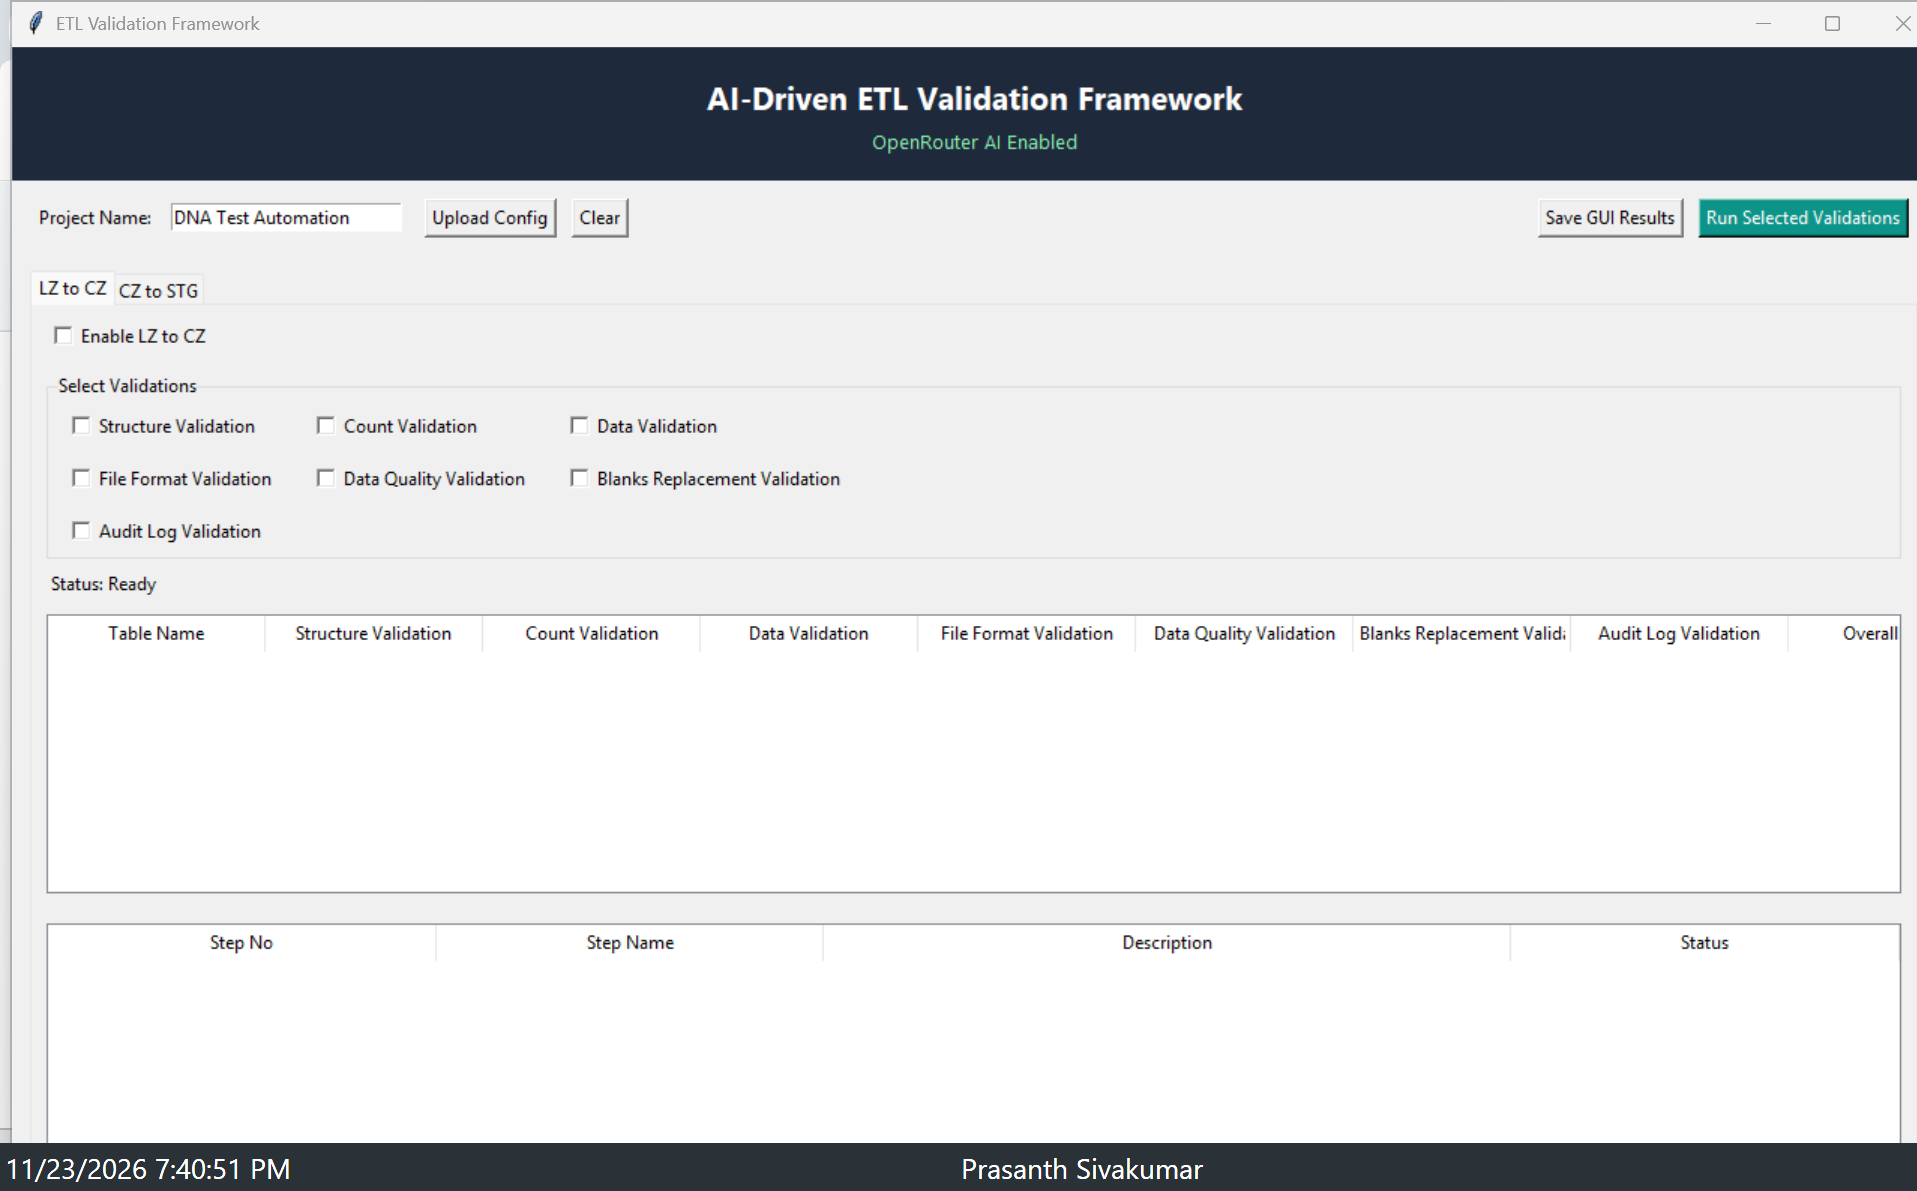 ETL Validation Framework
AI-Driven ETL Validation Framework
OpenRouter AI Enabled
Project Name: DNA Test Automation Upload Config Clear Save GUI Results Run Selected Validations
LZ to CZ CZ to STG
Enable LZ to CZ
Select Validations
Structure Validation Count Validation Data Validation
File Format Validation Data Quality Validation Blanks Replacement Validation
Audit Log Validation
Status: Ready
Table Name Structure Validation Count Validation Data Validation File Format Validation Data Quality Validation Blanks Replacement Valida Audit Log Validation Overall
Step No Step Name Description Status
11/23/2026 7:40:51 PM Prasanth Sivakumar